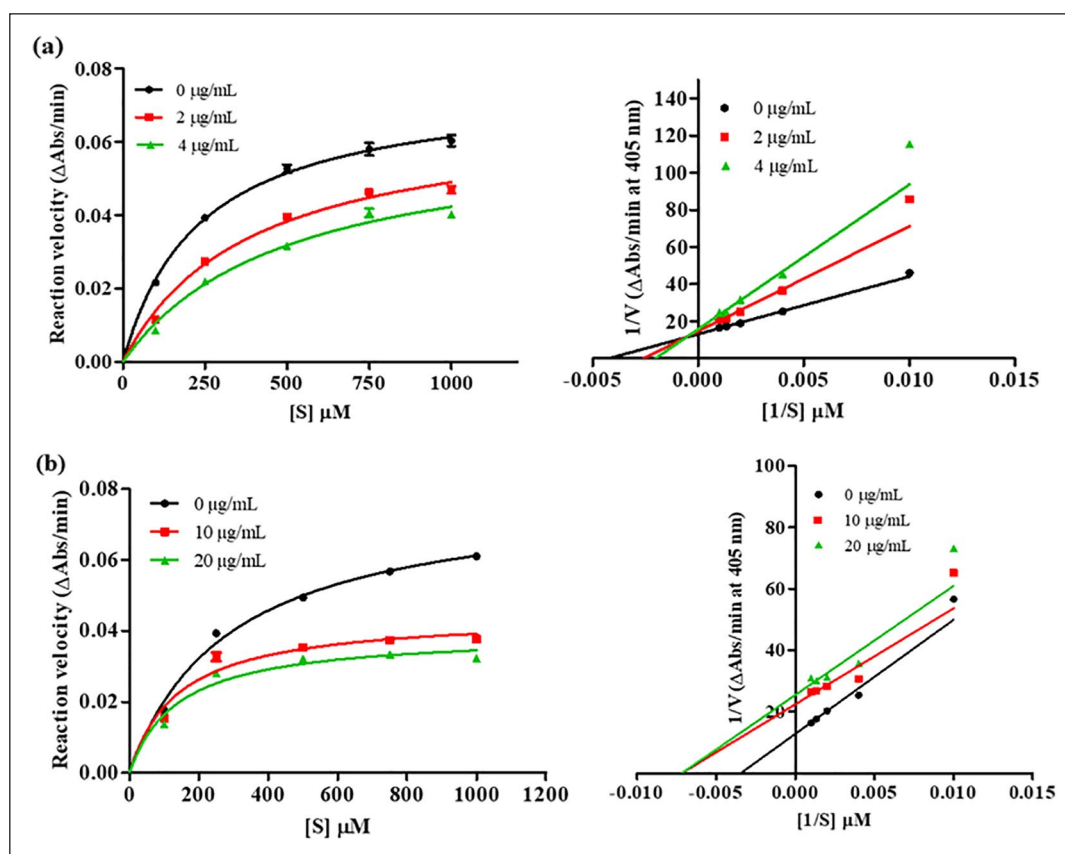 (a)
Reaction velocity (ΔAbs/min)
0.08
0.06
0.04
0.02
0.00
0 μg/mL
2 μg/mL
4 μg/mL
0 250 500 750 1000
[S] μM
1/V (ΔAbs/min at 405 nm)
140
120
100
80
60
40
20
0 μg/mL
2 μg/mL
4 μg/mL
-0.005 0.000 0.005 0.010 0.015
[1/S] μM
(b)
Reaction velocity (ΔAbs/min)
0.08
0.06
0.04
0.02
0.00
0 μg/mL
10 μg/mL
20 μg/mL
0 200 400 600 800 1000 1200
[S] μM
1/V (ΔAbs/min at 405 nm)
100
80
60
40
20
0 μg/mL
10 μg/mL
20 μg/mL
-0.010 -0.005 0.000 0.005 0.010 0.015
[1/S] μM